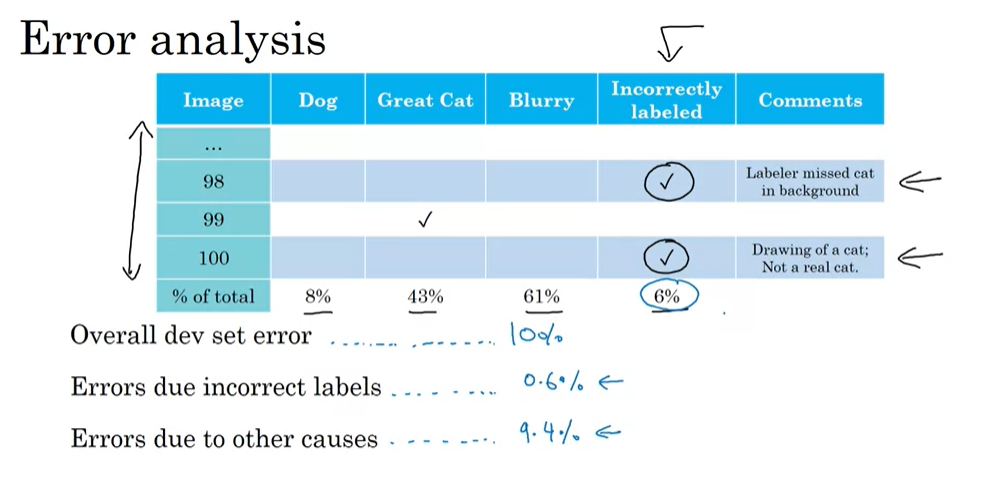 Error analysis
Image Dog Great Cat Blurry Incorrectly labeled Comments
...
98 ✓ Labeler missed cat in background
99 ✓
100 ✓ Drawing of a cat; Not a real cat.
% of total 8% 43% 61% 6%
Overall dev set error 10%
Errors due incorrect labels 0.6%
Errors due to other causes 9.4%